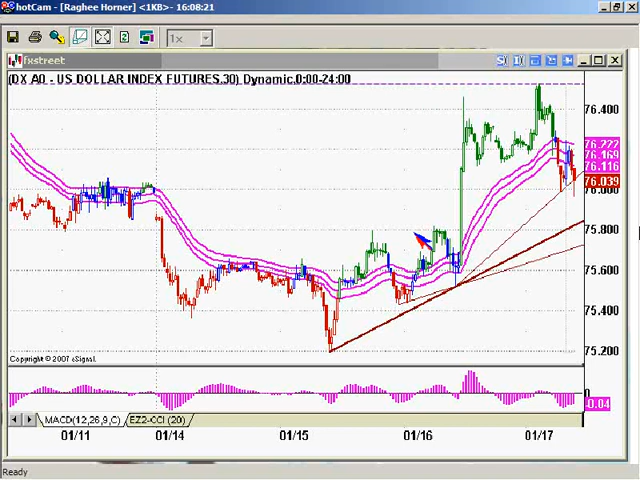 hotCam - [Raghee Horner] <1KB> - 16:08:21
1x
fxstreet
S) D)
(DX A0 - US DOLLAR INDEX FUTURES,30) Dynamic,0:00-24:00
76.400
76.222
76.169
76.116
76.039
76.000
75.800
75.600
75.400
75.200
Copyright © 2007 eSignal.
0
-0.04
MACD(12,26,9,C) EZ2-CCI (20)
01/11 01/14 01/15 01/16 01/17
Ready